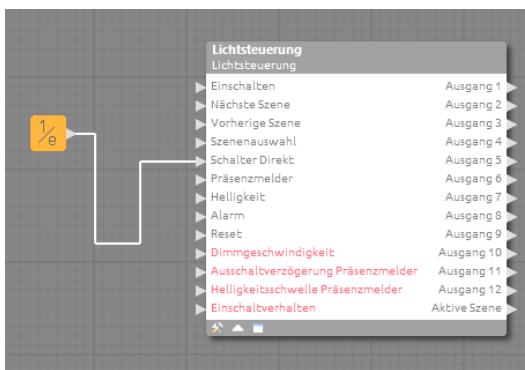 Lichtsteuerung
Lichtsteuerung
1/e
Einschalten Ausgang 1
Nächste Szene Ausgang 2
Vorherige Szene Ausgang 3
Szenenauswahl Ausgang 4
Schalter Direkt Ausgang 5
Präsenzmelder Ausgang 6
Helligkeit Ausgang 7
Alarm Ausgang 8
Reset Ausgang 9
Dimmgeschwindigkeit Ausgang 10
Ausschaltverzögerung Präsenzmelder Ausgang 11
Helligkeitsschwelle Präsenzmelder Ausgang 12
Einschaltverhalten Aktive Szene